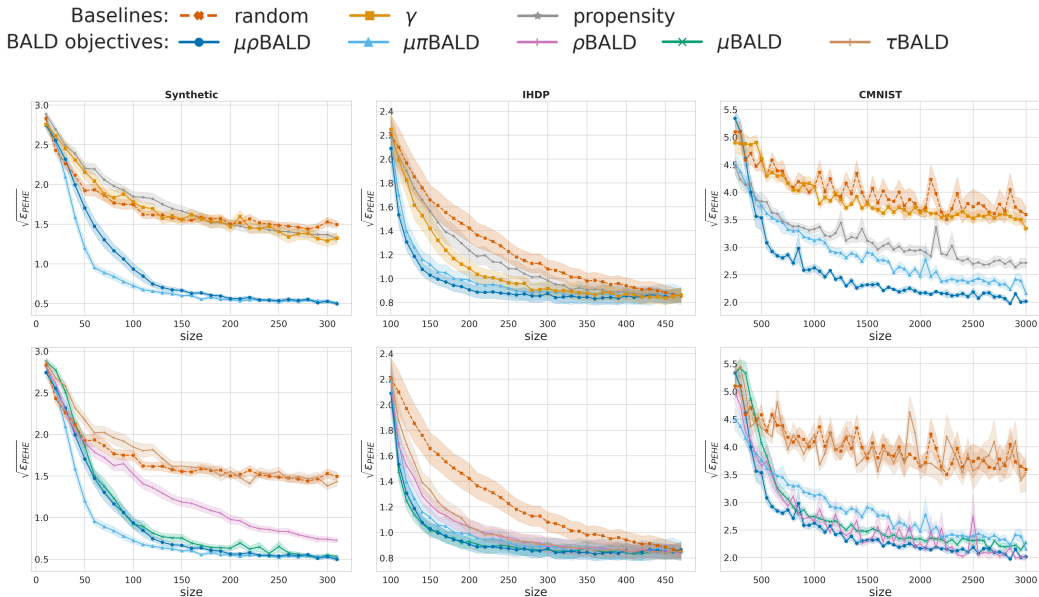 Baselines: random γ propensity
BALD objectives: μρBALD μπBALD ρBALD μBALD τBALD
Synthetic IHDP CMNIST
3.0 2.5 2.0 1.5 1.0 0.5
√ε_PEHE
0 50 100 150 200 250 300
size
2.4 2.2 2.0 1.8 1.6 1.4 1.2 1.0 0.8
√ε_PEHE
100 150 200 250 300 350 400 450
size
5.5 5.0 4.5 4.0 3.5 3.0 2.5 2.0
√ε_PEHE
500 1000 1500 2000 2500 3000
size
3.0 2.5 2.0 1.5 1.0 0.5
√ε_PEHE
0 50 100 150 200 250 300
size
2.4 2.2 2.0 1.8 1.6 1.4 1.2 1.0 0.8
√ε_PEHE
100 150 200 250 300 350 400 450
size
5.5 5.0 4.5 4.0 3.5 3.0 2.5 2.0
√ε_PEHE
500 1000 1500 2000 2500 3000
size